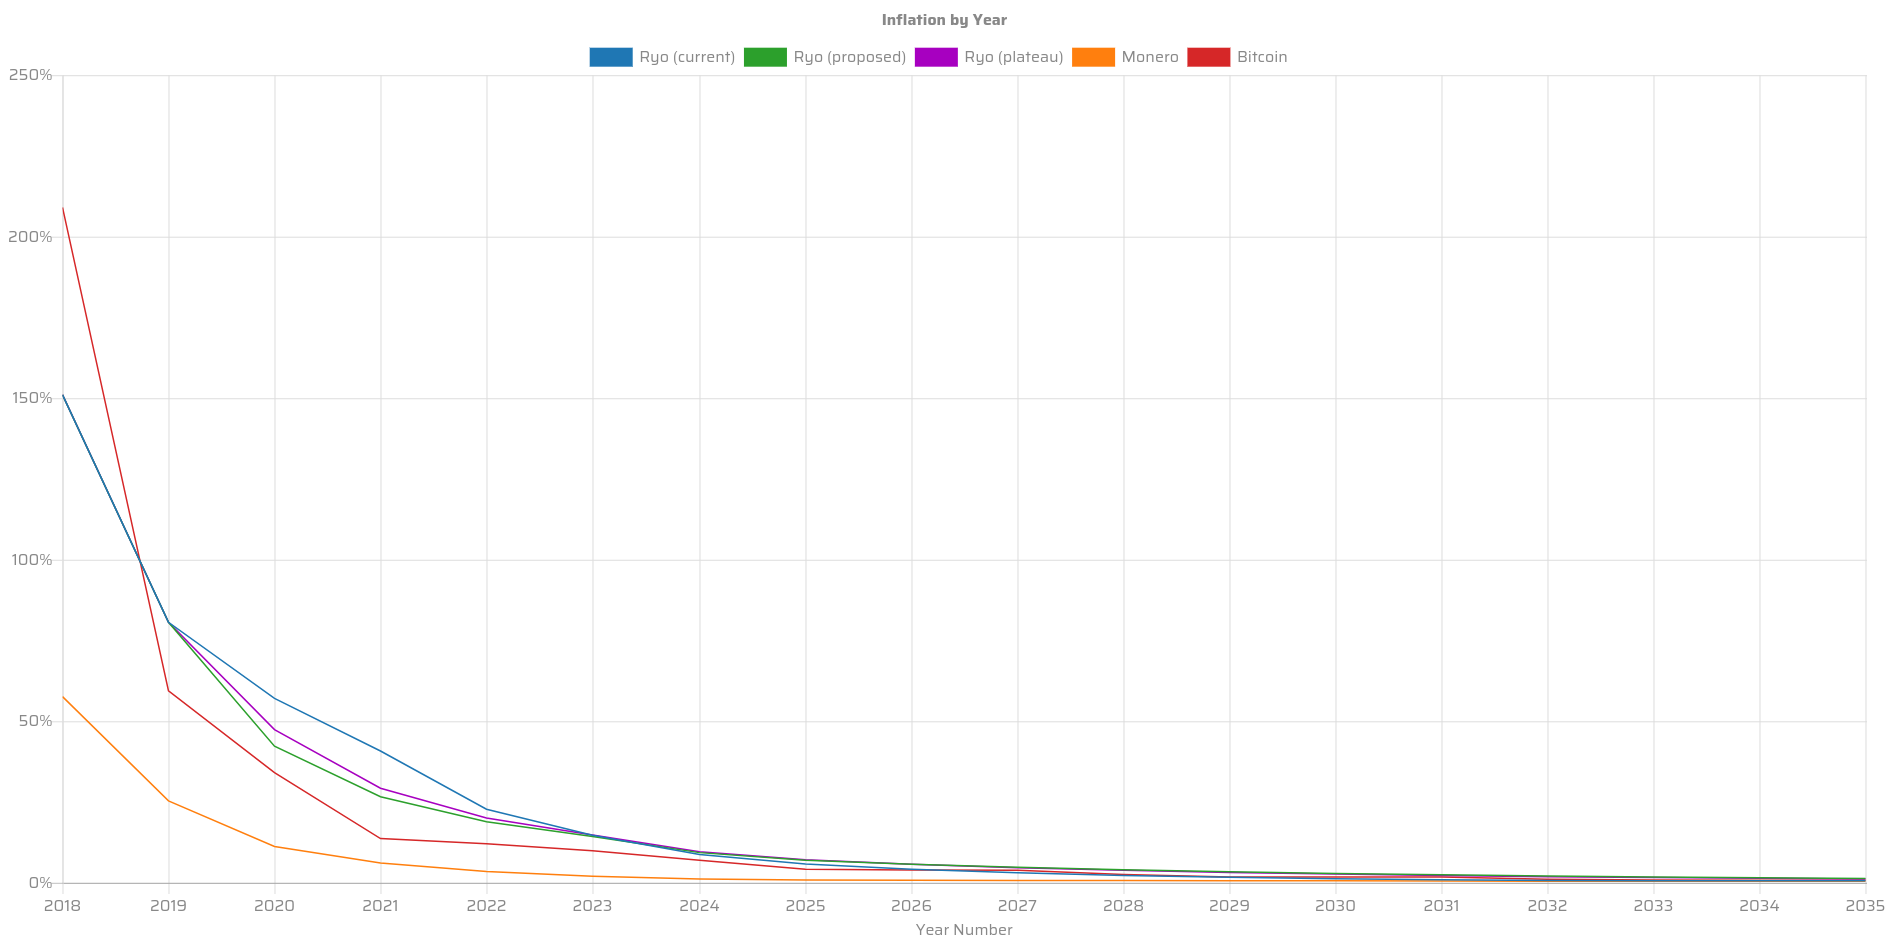 Inflation by Year
Ryo (current) Ryo (proposed) Ryo (plateau) Monero Bitcoin
250%
200%
150%
100%
50%
0%
2018 2019 2020 2021 2022 2023 2024 2025 2026 2027 2028 2029 2030 2031 2032 2033 2034 2035
Year Number